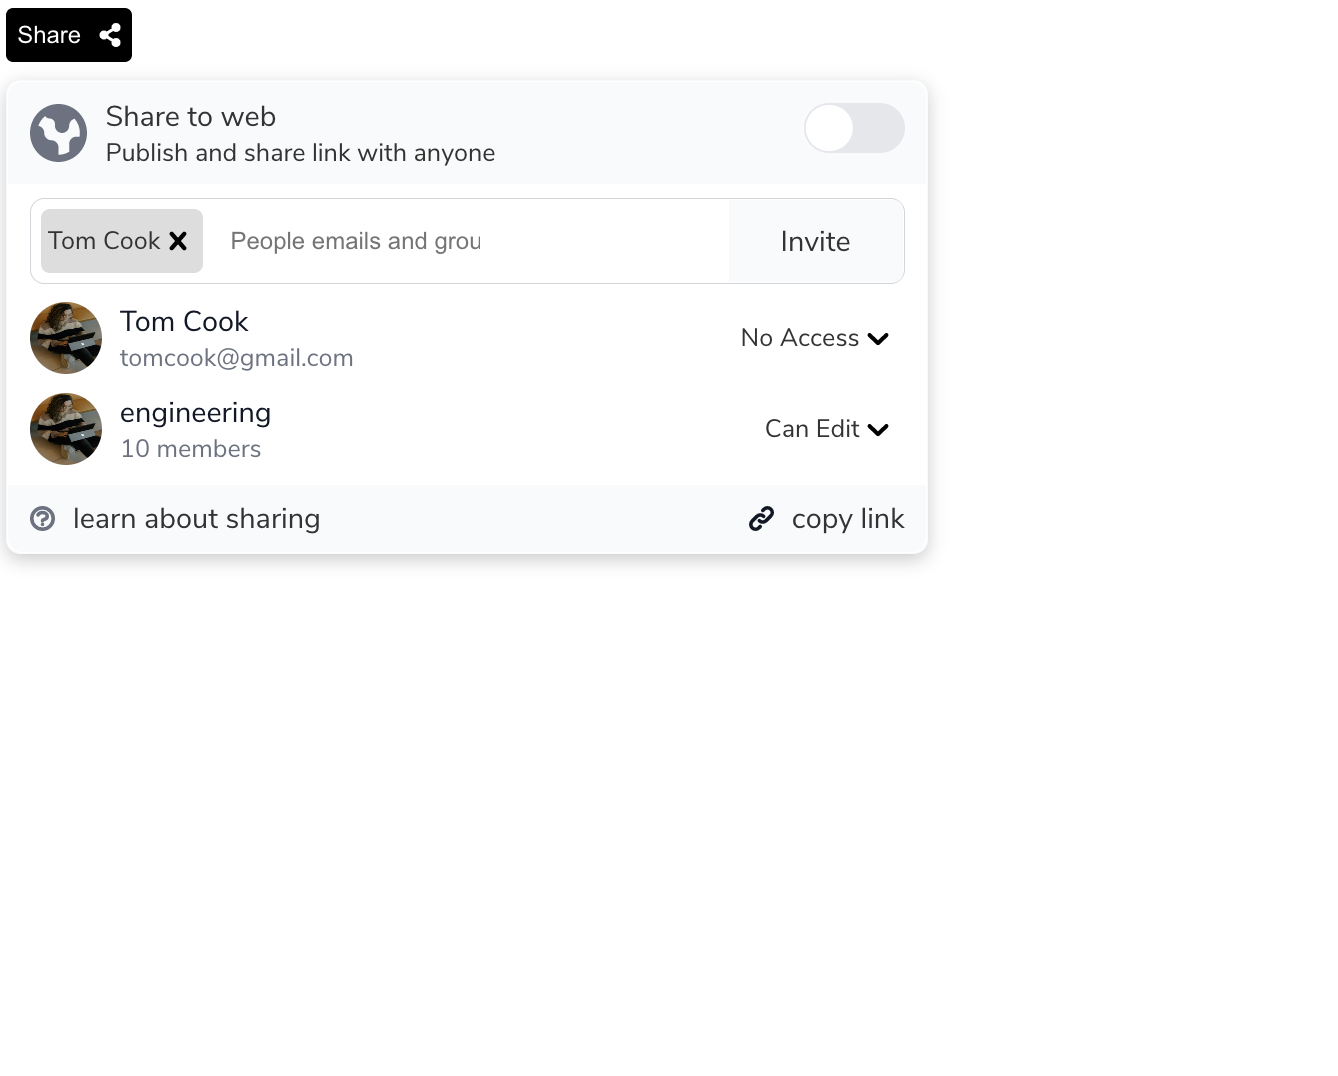 Share
Share to web
Publish and share link with anyone
Tom Cook
People emails and grou
Invite
Tom Cook
tomcook@gmail.com
No Access
engineering
10 members
Can Edit
learn about sharing
copy link